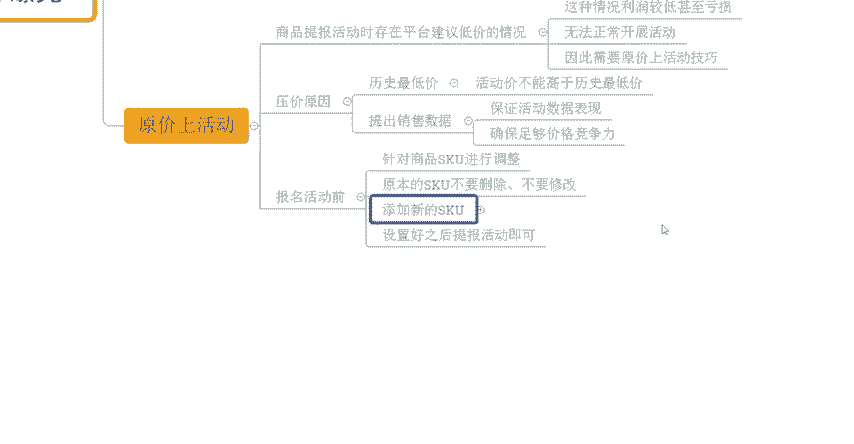 这种情况利润较低甚至亏损
商品提报活动时存在平台建议低价的情况
无法正常开展活动
因此需要原价上活动技巧
历史最低价
活动价不能高于历史最低价
压价原因
保证活动数据表现
提出销售数据
确保足够价格竞争力
原价上活动
针对商品SKU进行调整
原本的SKU不要删除、不要修改
报名活动前
添加新的SKU
设置好之后提报活动即可